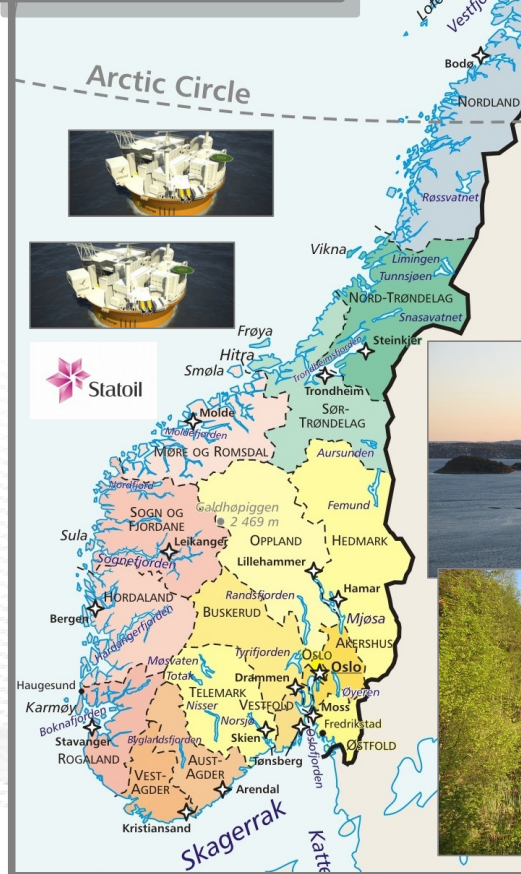 Lofo
Vestfjo
Bodø
Arctic Circle
NORDLAND
Røssvatnet
Vikna
Limingen
Tunnsjøen
NORD-TRØNDELAG
Snasavatnet
Frøya
Steinkjer
Hitra
Trondheimsfjorden
Smøla
Statoil
Trondheim
Molde
SØR-
TRØNDELAG
Moldefjorden
MØRE OG ROMSDAL
Aursunden
Nordfjord
Galdhøpiggen
2 469 m
Femund
SOGN OG
FJORDANE
Sula
Leikanger
OPPLAND
HEDMARK
Sognefjorden
Lillehammer
HORDALAND
Randsfjorden
Hamar
Bergen
BUSKERUD
Mjøsa
Hardangerfjorden
AKERSHUS
Tyrifjorden
OSLO
Møsvaten
Oslo
Totak
Drammen
Haugesund
TELEMARK
Øyeren
Karmøy
Nisser
VESTFOLD
Moss
Boknafjorden
Norsjø
Fredrikstad
Stavanger
Byglandsfjorden
Skien
ØSTFOLD
ROGALAND
AUST-
AGDER
Tønsberg
Oslofjorden
VEST-
AGDER
Arendal
Kristiansand
Skagerrak
Katte